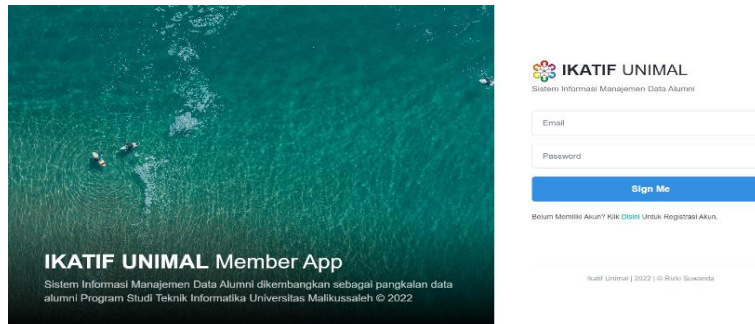 IKATIF UNIMAL Member App
Sistem Informasi Manajemen Data Alumni dikembangkan sebagai pangkalan data
alumni Program Studi Teknik Informatika Universitas Malikussaleh © 2022
IKATIF UNIMAL
Sistem Informasi Manajemen Data Alumni
Email
Password
Sign Me
Belum Memiliki Akun? Klik Disini Untuk Registrasi Akun.
Ikatif Unimal | 2022 | © Rizki Suwanda